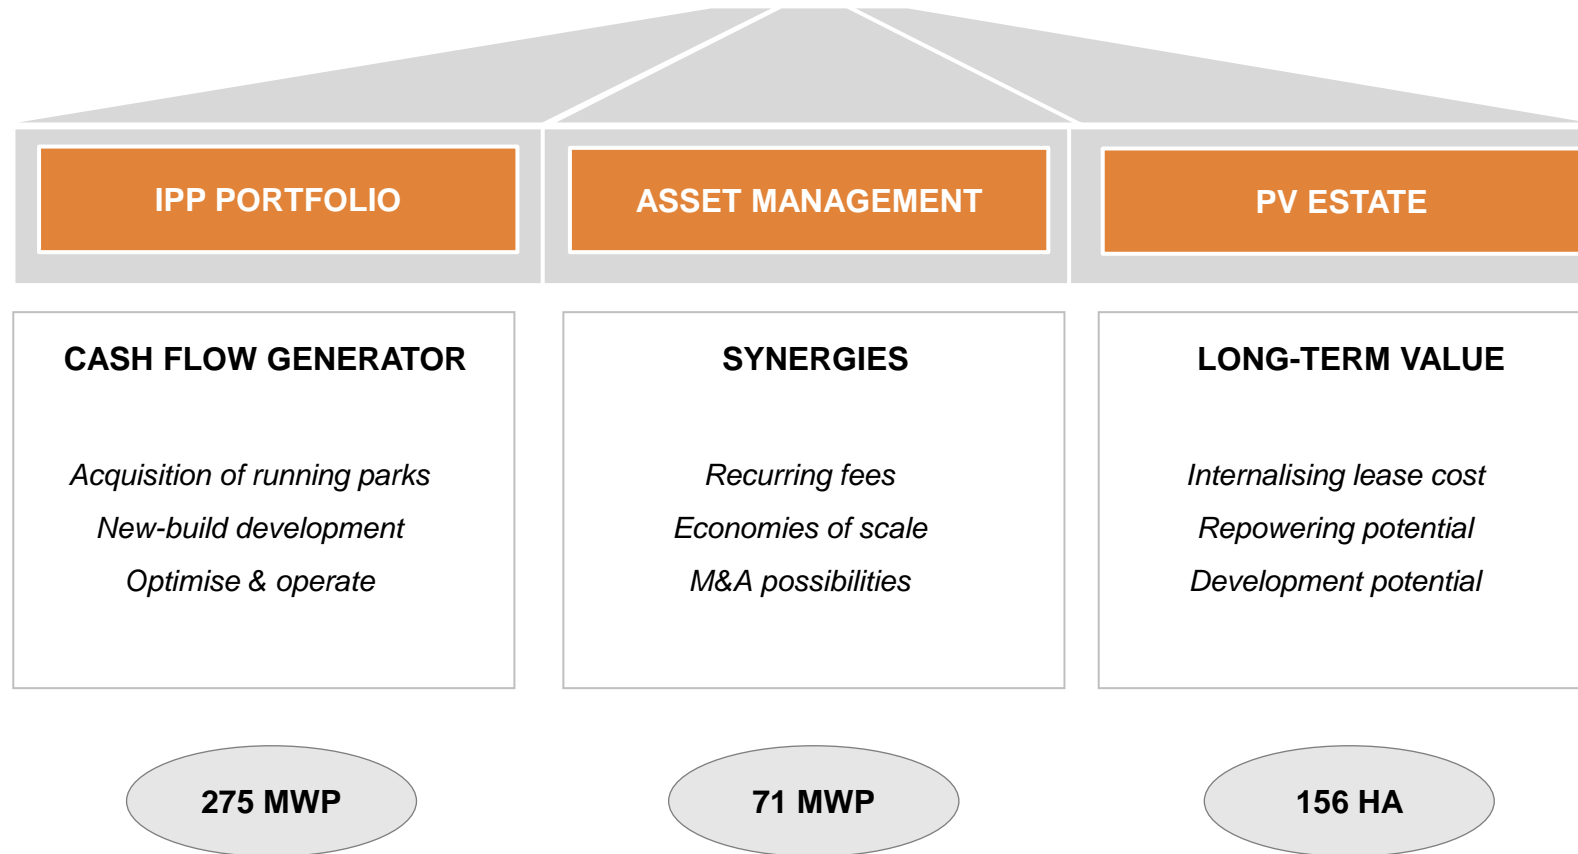 IPP PORTFOLIO
ASSET MANAGEMENT
PV ESTATE
CASH FLOW GENERATOR
Acquisition of running parks
New-build development
Optimise & operate
SYNERGIES
Recurring fees
Economies of scale
M&A possibilities
LONG-TERM VALUE
Internalising lease cost
Repowering potential
Development potential
275 MWP
71 MWP
156 HA